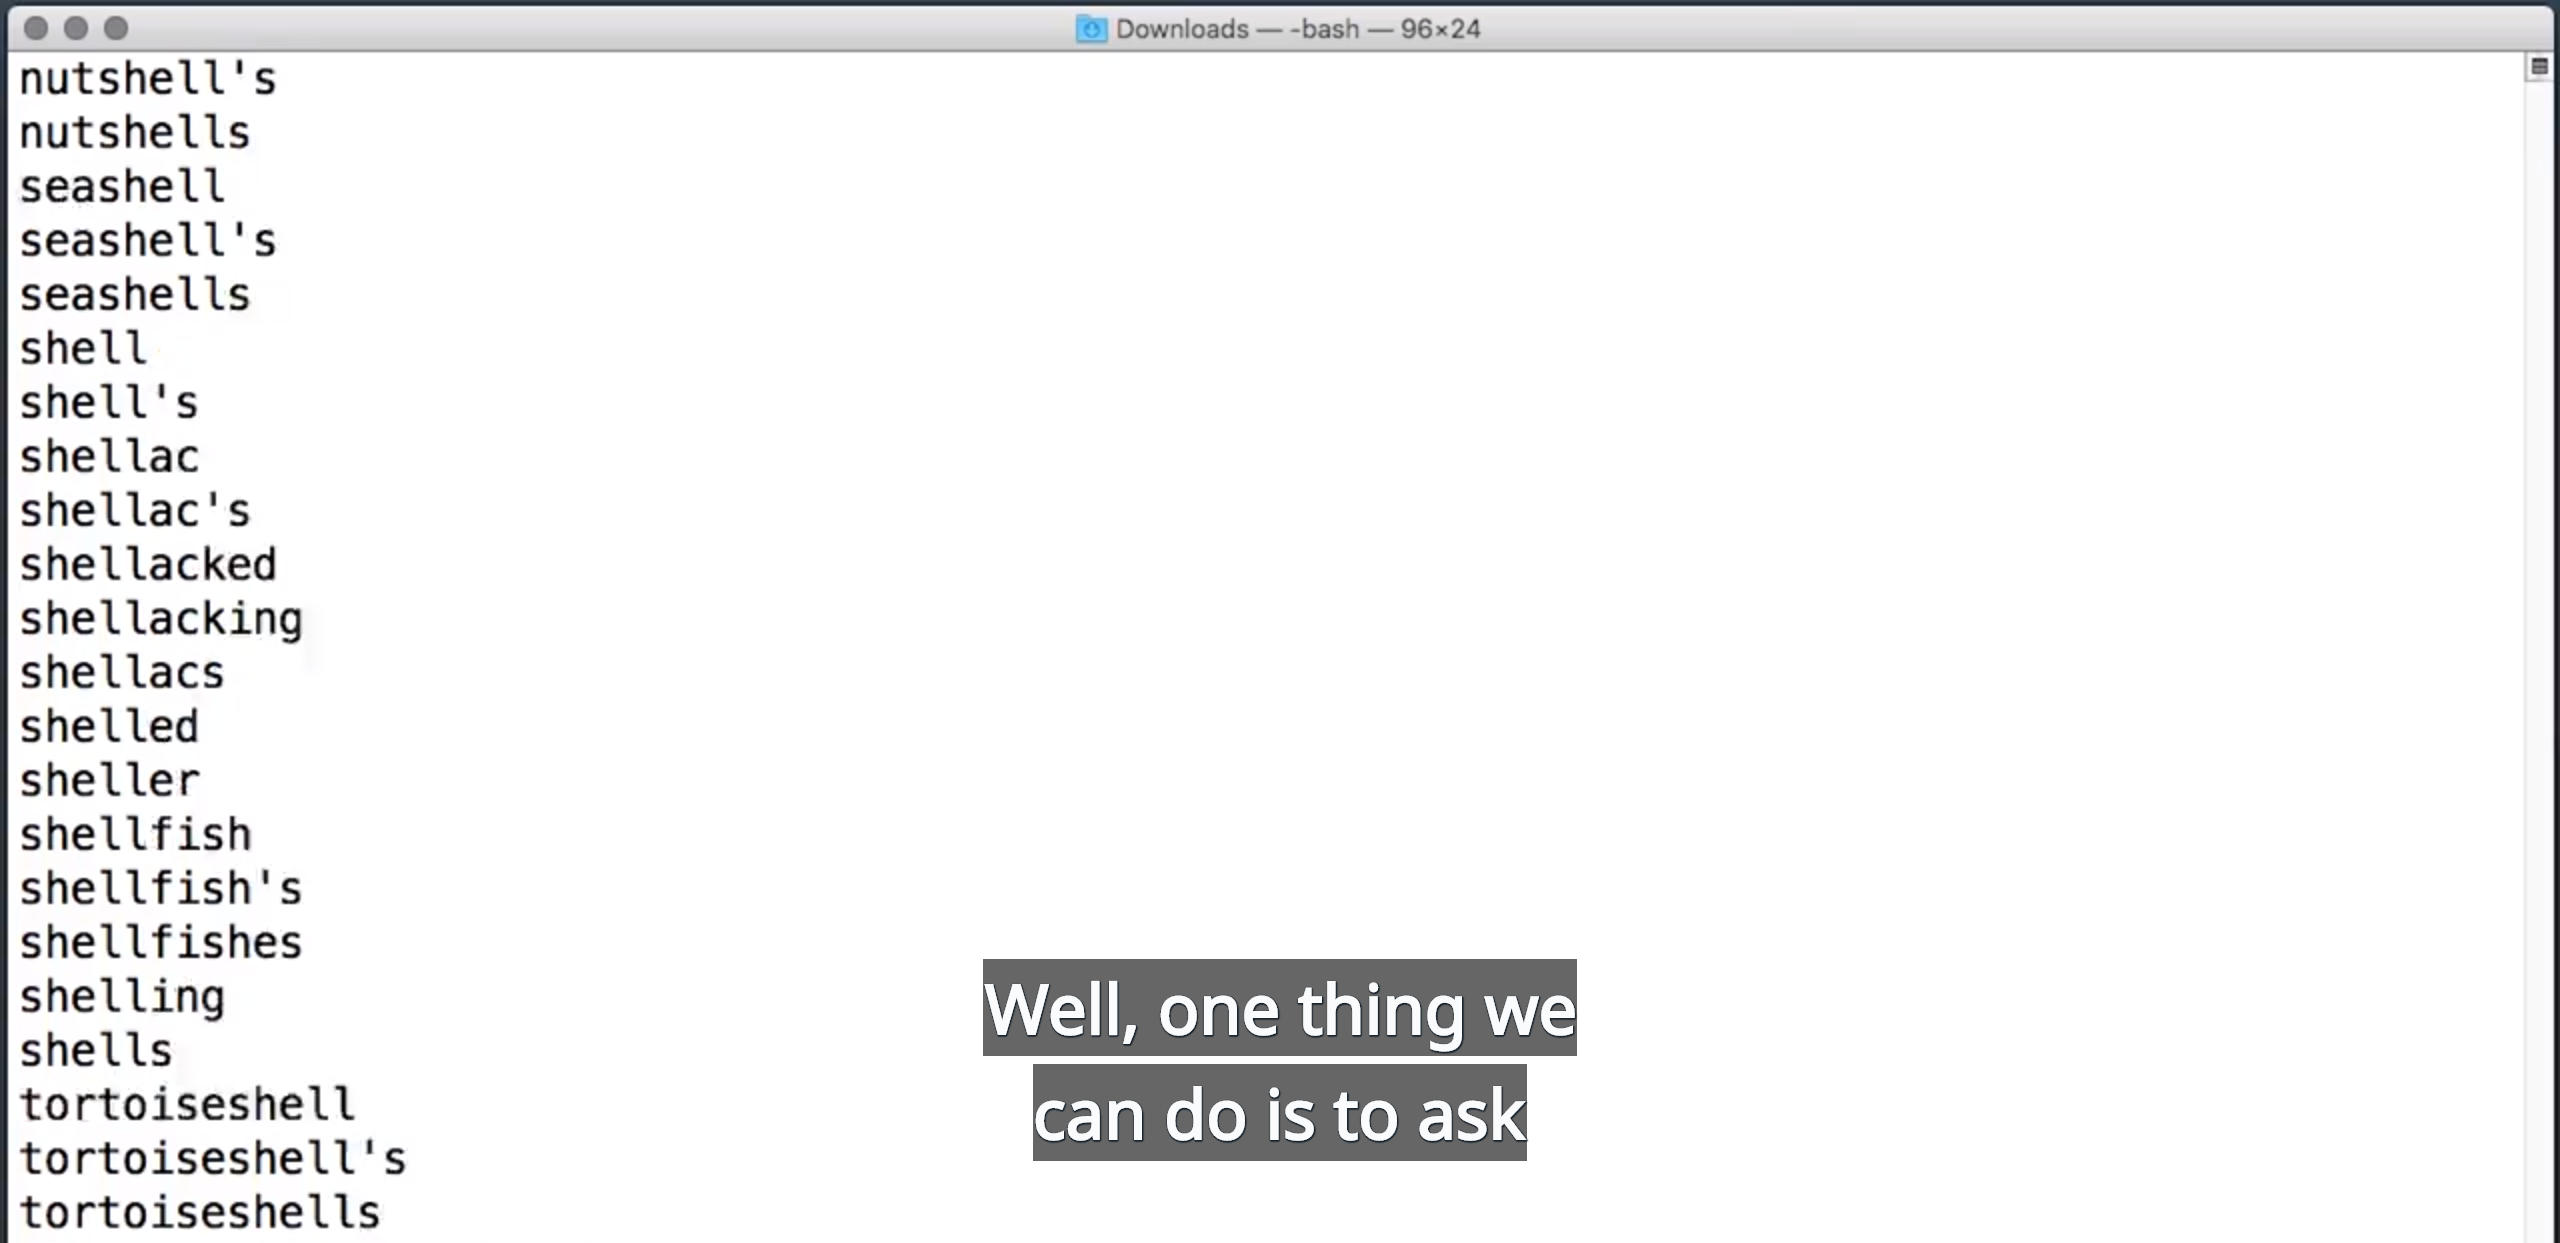 Downloads — -bash — 96×24
nutshell's
nutshells
seashell
seashell's
seashells
shell
shell's
shellac
shellac's
shellacked
shellacking
shellacs
shelled
sheller
shellfish
shellfish's
shellfishes
shelling
shells
tortoiseshell
tortoiseshell's
tortoiseshells
Well, one thing we
can do is to ask